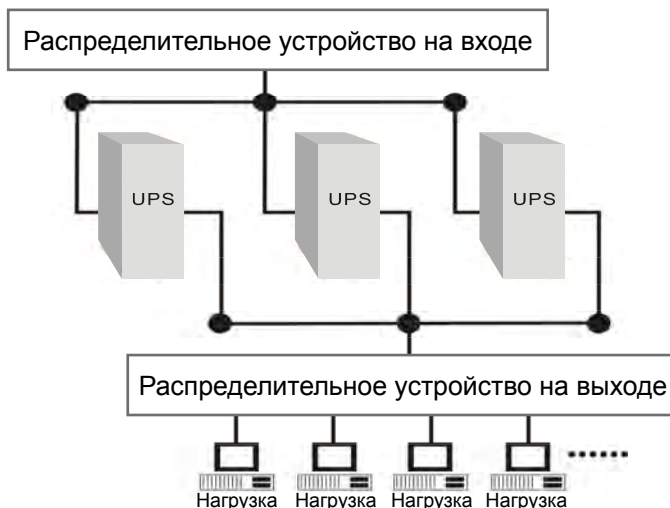 Распределительное устройство на входе
UPS UPS UPS
Распределительное устройство на выходе
Нагрузка Нагрузка Нагрузка Нагрузка